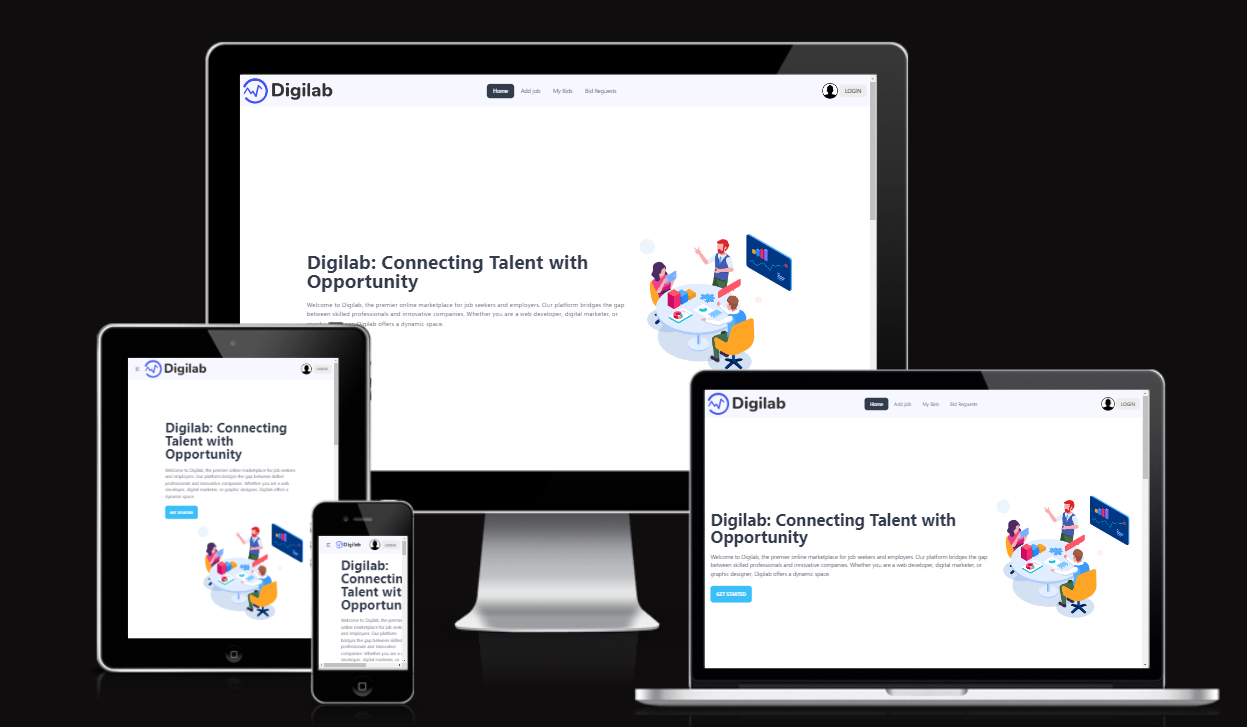 Digilab
Home Add job My Bids Bid Requests
LOGIN
Digilab: Connecting Talent with
Opportunity
Welcome to Digilab, the premier online marketplace for job seekers and employers. Our platform bridges the gap
between skilled professionals and innovative companies. Whether you are a web developer, digital marketer, or
Digilab offers a dynamic space.
Digilab
LOGIN
Digilab: Connecting
Talent with
Opportunity
Welcome to Digilab, the premier online marketplace for job seekers
and employers. Our platform bridges the gap between skilled
professionals and innovative companies. Whether you are a web
developer, digital marketer, or graphic designer, Digilab offers a
dynamic space.
GET STARTED
Digilab
LOGIN
Digilab:
Connectin
Talent wit
Opportun
Welcome to Digilab, the premie
online marketplace for job seek
and employers. Our platform
bridges the gap between skilled
professionals and innovative
companies. Whether you are a w
developer, digital marketer, or
Digilab
Home Add job My Bids Bid Requests
LOGIN
Digilab: Connecting Talent with
Opportunity
Welcome to Digilab, the premier online marketplace for job seekers and employers. Our platform bridges the gap
between skilled professionals and innovative companies. Whether you are a web developer, digital marketer, or
graphic designer, Digilab offers a dynamic space.
GET STARTED